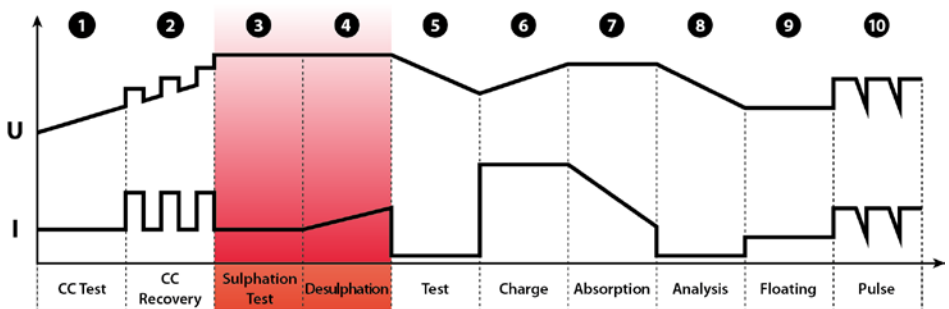 1 2 3 4 5 6 7 8 9 10
U
I
CC Test
CC
Recovery
Sulphation
Test
Desulphation
Test
Charge
Absorption
Analysis
Floating
Pulse